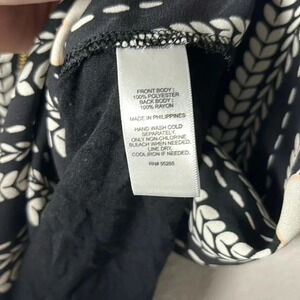 FRONT BODY:
100% POLYESTER
BACK BODY:
100% RAYON
MADE IN PHILIPPINES
HAND WASH COLD
SEPARATELY.
ONLY NON-CHLORINE
BLEACH WHEN NEEDED.
LINE DRY.
COOL IRON IF NEEDED.
RN# 55285